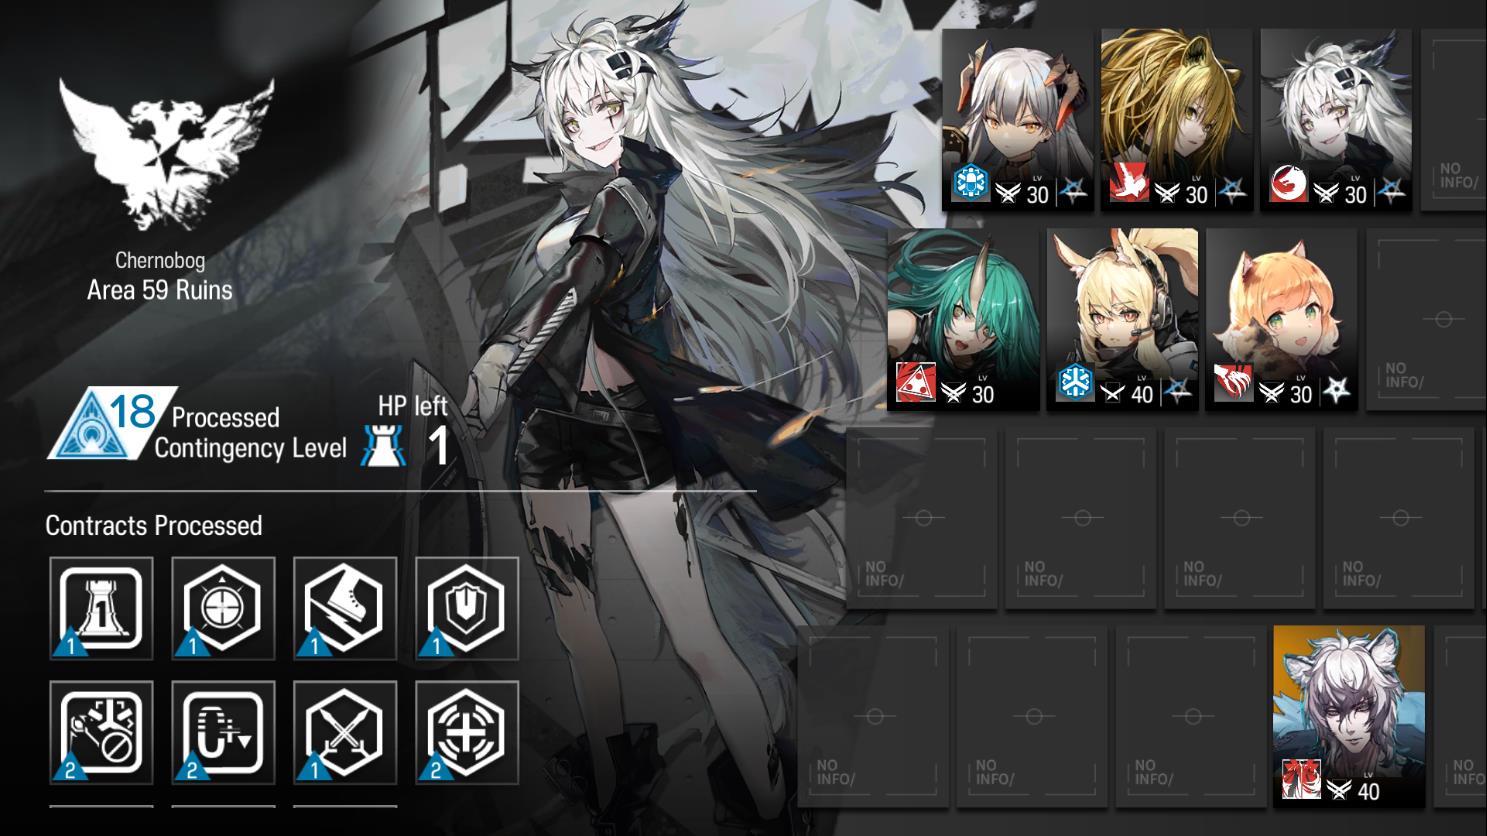 Chernobog
Area 59 Ruins
18
Processed
Contingency Level
HP left
1
Contracts Processed
1
1
1
1
1
2
2
1
2
LV
30
LV
30
LV
30
NO
INFO/
LV
30
LV
40
LV
30
NO
INFO/
NO
INFO/
NO
INFO/
NO
INFO/
NO
INFO/
NO
INFO/
NO
INFO/
NO
INFO/
LV
40
NO
INFO